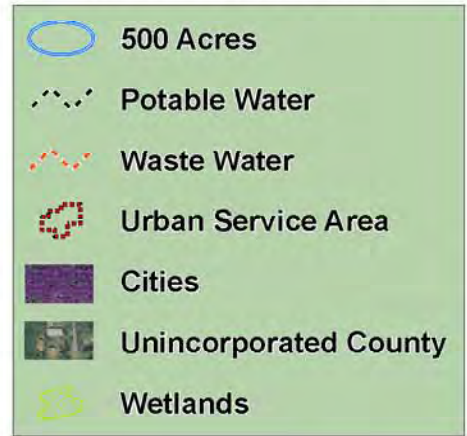 500 Acres
Potable Water
Waste Water
Urban Service Area
Cities
Unincorporated County
Wetlands